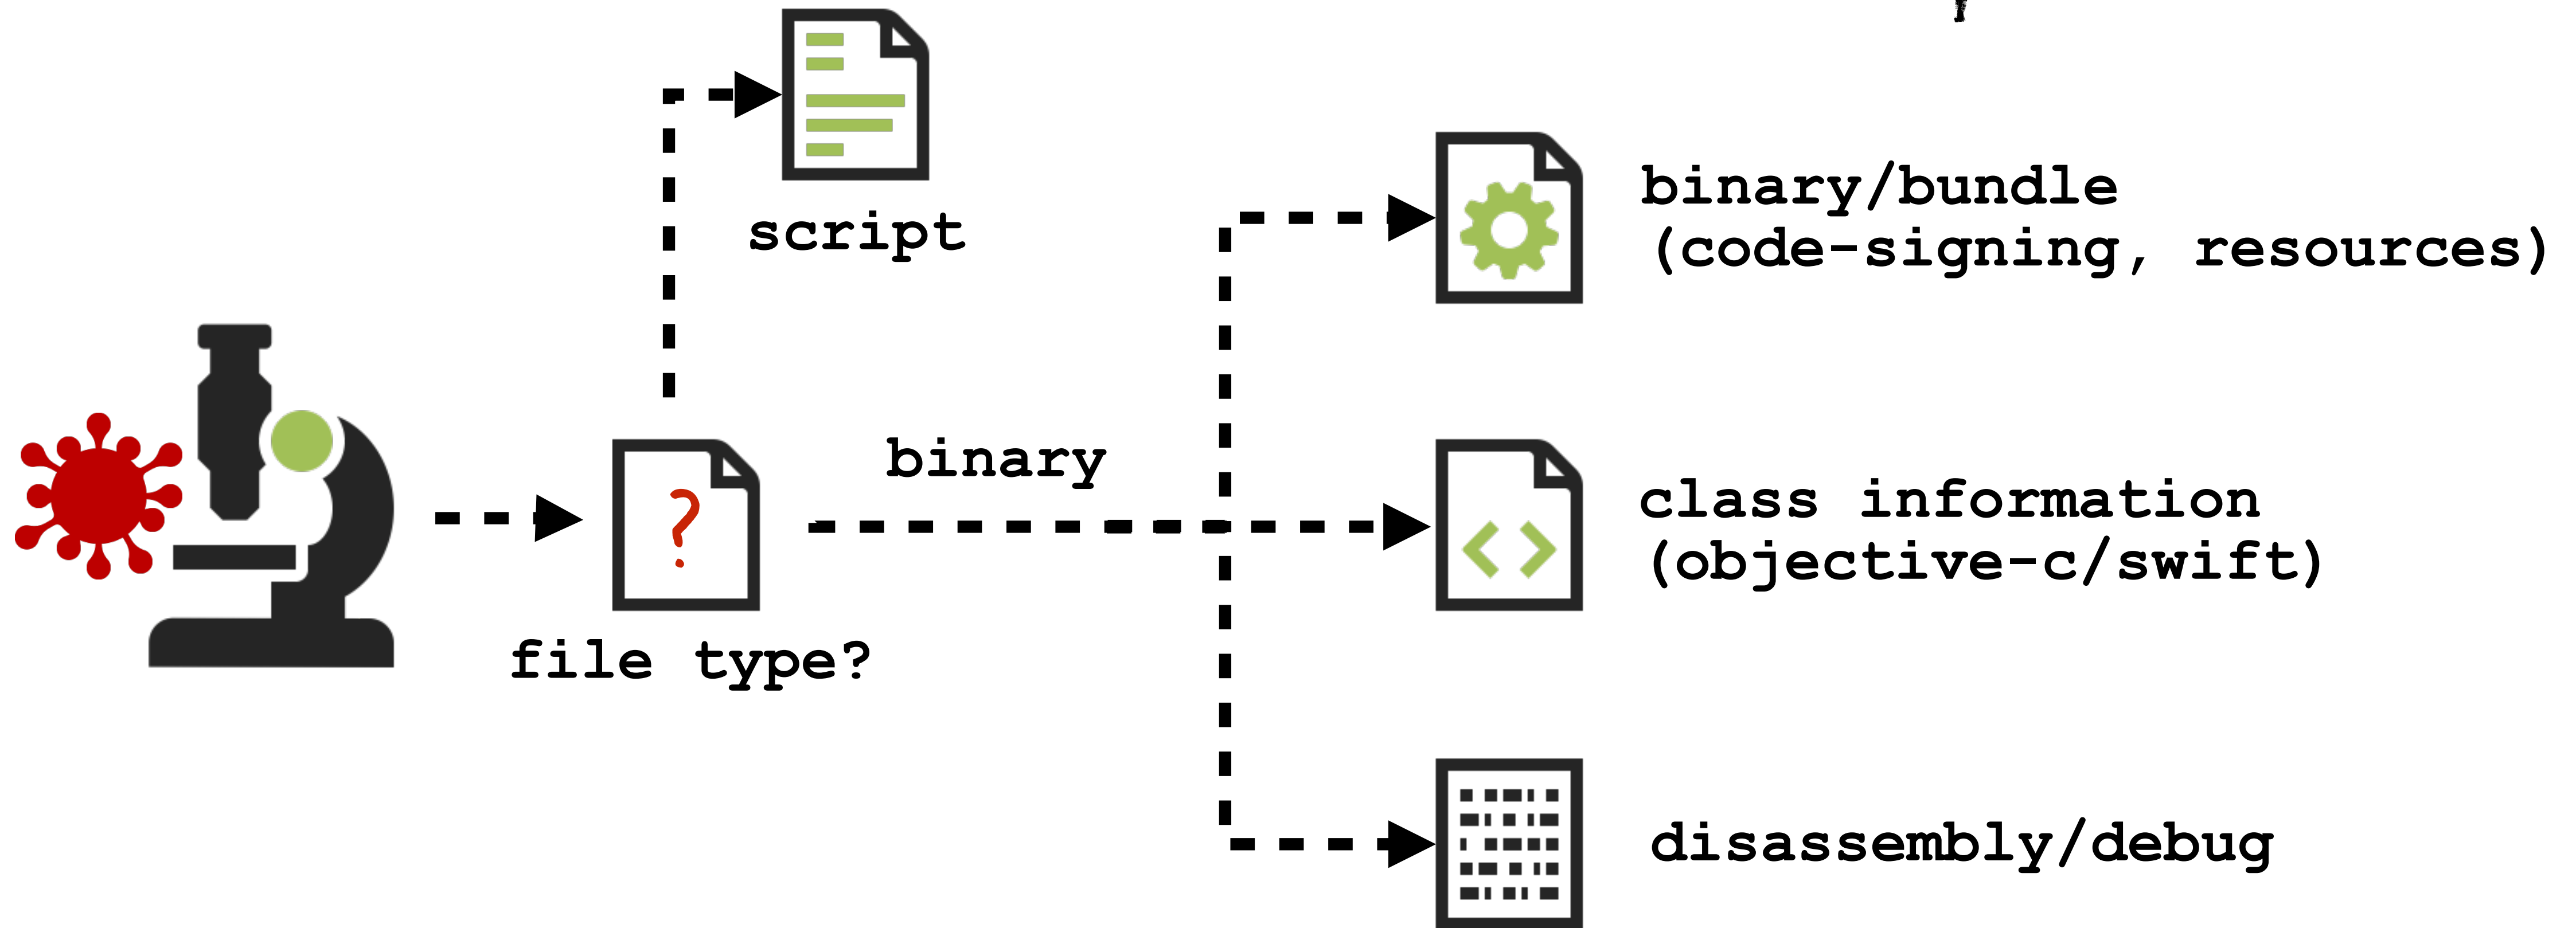 script
binary/bundle
(code-signing, resources)
binary
?
class information
(objective-c/swift)
file type?
disassembly/debug